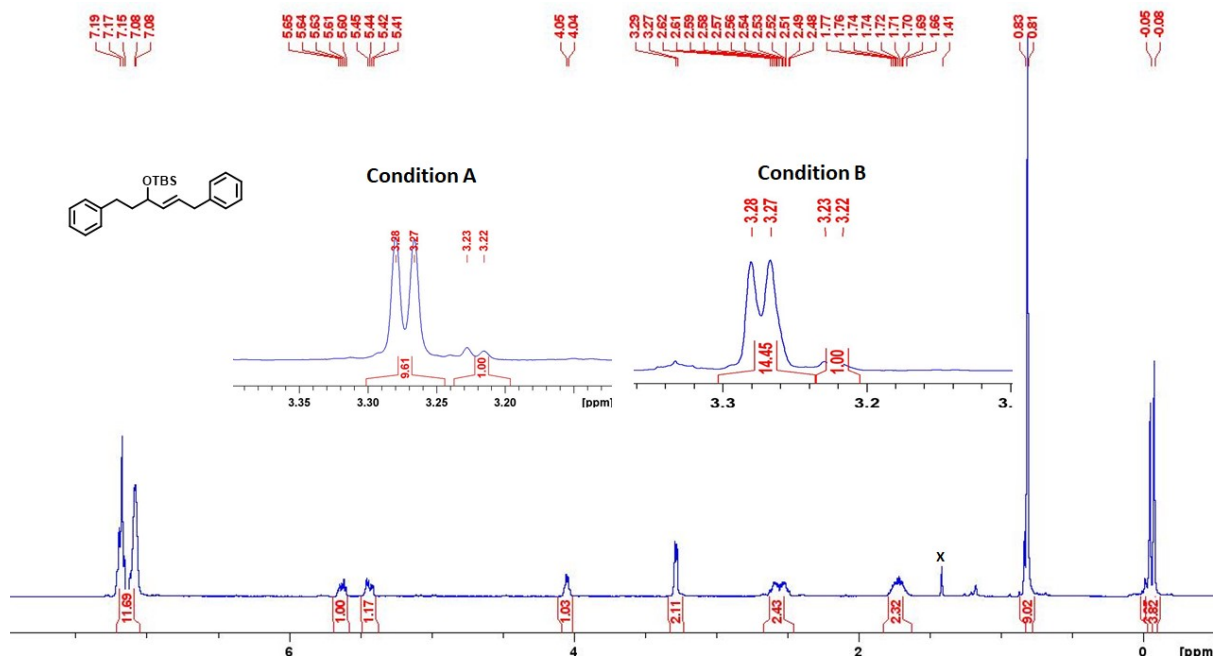 7.19 7.17 7.15 7.08 7.08 5.65 5.64 5.63 5.61 5.60 5.45 5.44 5.42 5.41 4.05 4.04 3.29 3.27 2.62 2.61 2.59 2.58 2.57 2.56 2.54 2.53 2.52 2.51 2.49 2.48 1.77 1.76 1.74 1.74 1.72 1.71 1.70 1.69 1.66 1.41 0.83 0.81 -0.05 -0.08
OTBS
Condition A
3.28 3.27 3.23 3.22
9.61 1.00
3.35 3.30 3.25 3.20 [ppm]
Condition B
3.28 3.27 3.23 3.22
14.45 1.00
3.3 3.2 3. [ppm]
X
11.69 1.00 1.17 1.03 2.11 2.43 2.32 9.02 3.82
6 4 2 0 [ppm]